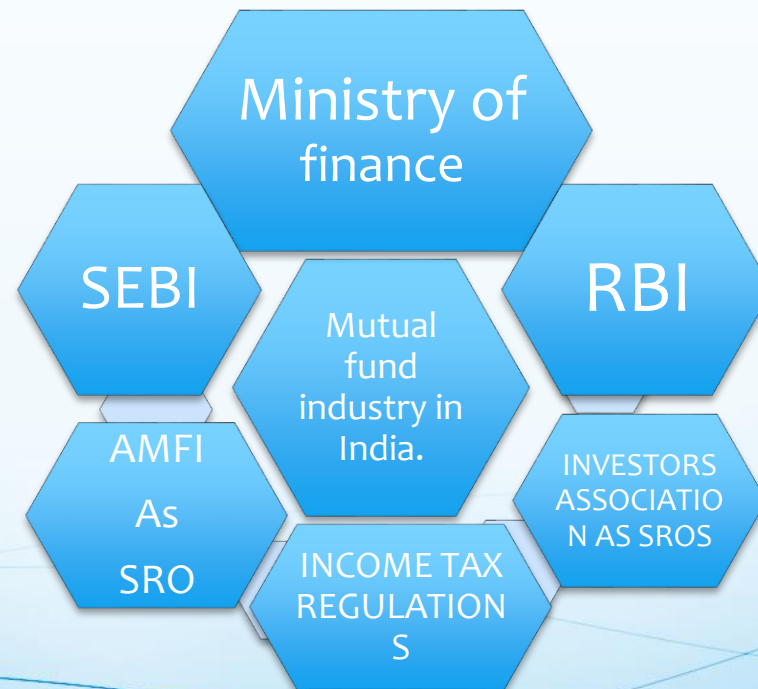 Ministry of
finance
SEBI
RBI
Mutual
fund
industry in
India.
AMFI
As
SRO
INVESTORS
ASSOCIATIO
N AS SROS
INCOME TAX
REGULATION
S